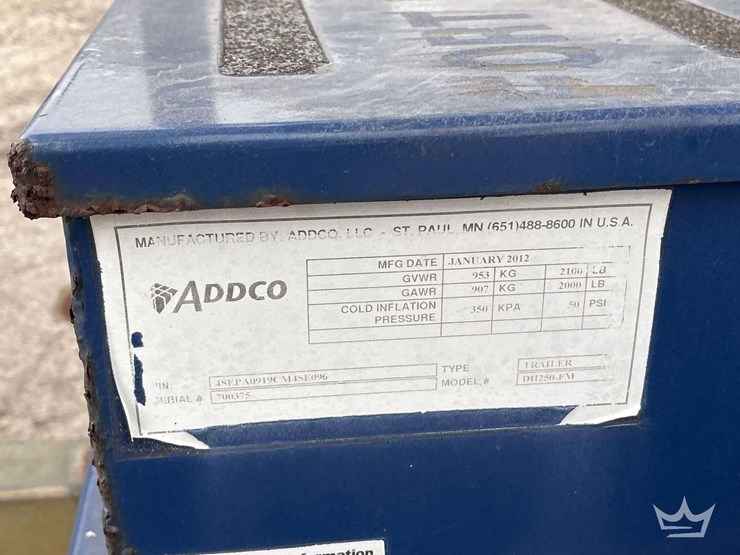 MANUFACTURED BY: ADDCO, LLC - ST. PAUL, MN (651)488-8600 IN U.S.A.
MFG DATE JANUARY 2012
GVWR 953 KG 2100 LB
ADDCO
GAWR 907 KG 2000 LB
COLD INFLATION PRESSURE 350 KPA 50 PSI
TYPE TRAILER
MODEL # DH250-FM
SERIAL # 700375